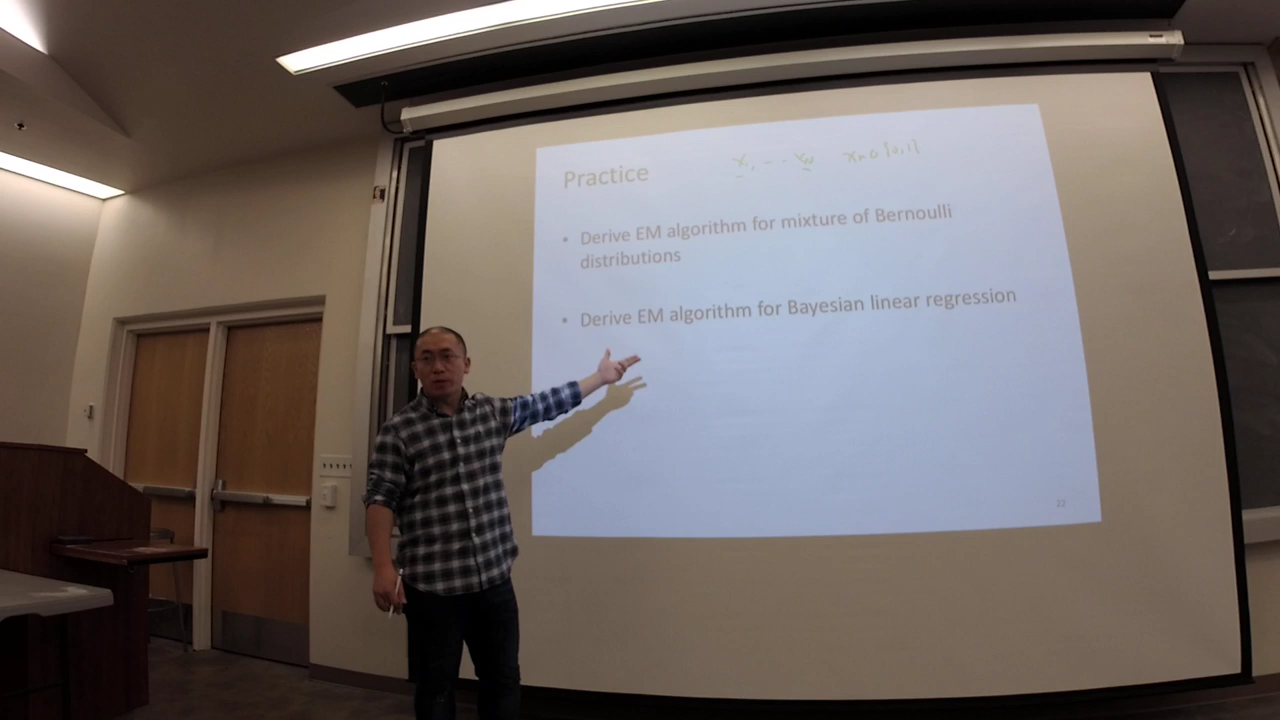 Practice
x1, ... xN xn ∈ {0,1}
• Derive EM algorithm for mixture of Bernoulli
distributions
• Derive EM algorithm for Bayesian linear regression